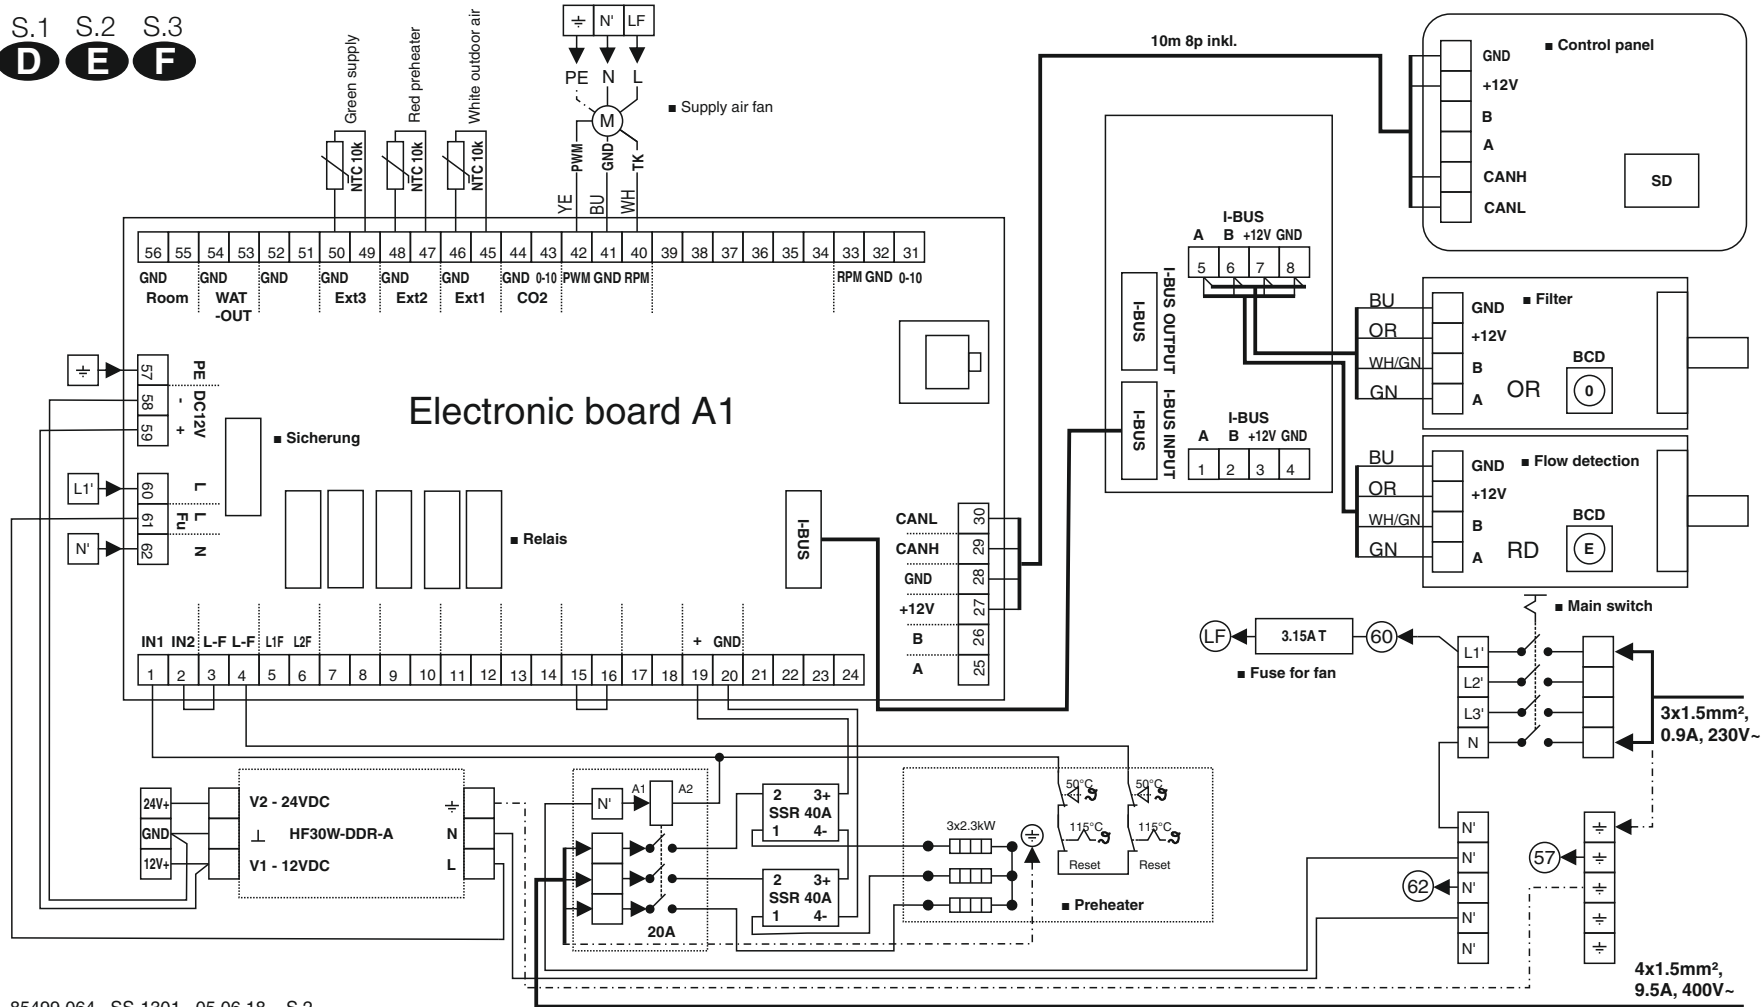 S.1 S.2 S.3
D E F
Green supply
Red preheater
White outdoor air
NTC 10k
NTC 10k
NTC 10k
N' LF
PE N L
M
■ Supply air fan
PWM GND TK
YE BU WH
56 55 54 53 52 51 50 49 48 47 46 45 44 43 42 41 40 39 38 37 36 35 34 33 32 31
GND GND GND GND GND GND GND 0-10 PWM GND RPM RPM GND 0-10
Room WAT -OUT Ext3 Ext2 Ext1 CO2
57 PE
58 - DC12V
59 +
L1' 60 L
61 L Fu
N' 62 N
■ Sicherung
Electronic board A1
■ Relais
I-BUS
CANL 30
CANH 29
GND 28
+12V 27
B 26
A 25
IN1 IN2 L-F L-F L1F L2F + GND
1 2 3 4 5 6 7 8 9 10 11 12 13 14 15 16 17 18 19 20 21 22 23 24
10m 8p inkl.
■ Control panel
GND
+12V
B
A
CANH
CANL
SD
I-BUS
A B +12V GND
5 6 7 8
I-BUS
I-BUS OUTPUT
I-BUS
I-BUS INPUT
I-BUS
A B +12V GND
1 2 3 4
■ Filter
BU GND
OR +12V
WH/GN B
GN A
OR
BCD
0
■ Flow detection
BU GND
OR +12V
WH/GN B
GN A
RD
BCD
E
■ Main switch
LF 3.15A T 60
■ Fuse for fan
L1'
L2'
L3'
N
3x1.5mm²,
0.9A, 230V~
24V+ V2 - 24VDC
GND ⊥ HF30W-DDR-A N
12V+ V1 - 12VDC L
N' A1 A2
20A
2 3+
SSR 40A
1 4-
2 3+
SSR 40A
1 4-
3x2.3kW
50°C 50°C
115°C 115°C
Reset Reset
■ Preheater
N'
N'
N'
N'
N'
57
62
4x1.5mm²,
9.5A, 400V~